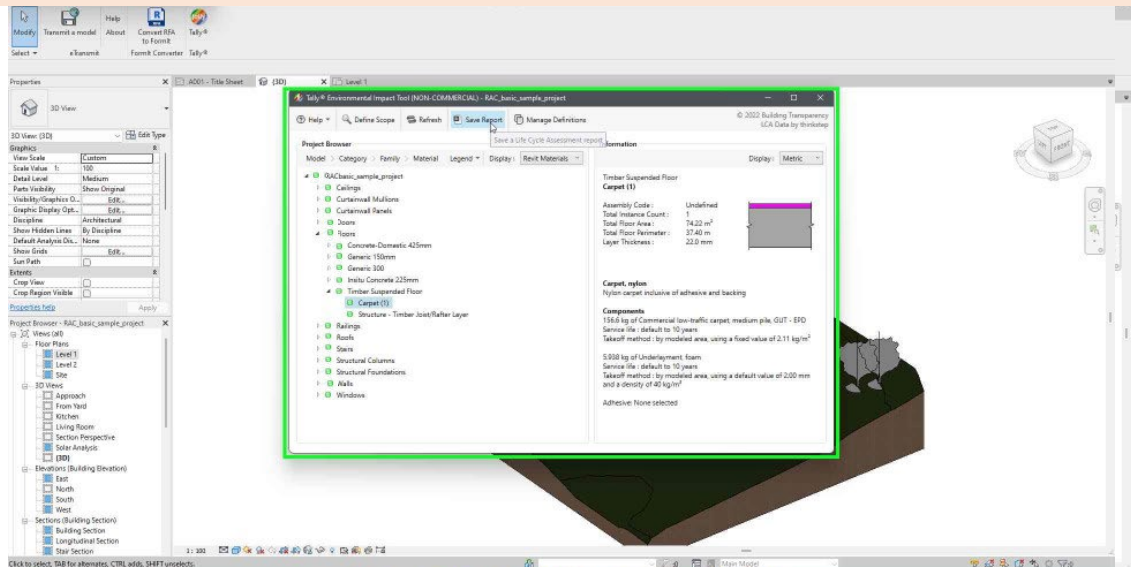 Modify
Transmit a model
Help
About
Convert RFA
to FormIt
Tally®
Select
eTransmit
FormIt Converter
Tally®
Properties
A001 - Title Sheet
{3D}
Level 1
3D View
3D View: {3D}
Edit Type
Graphics
View Scale Custom
Scale Value 1: 100
Detail Level Medium
Parts Visibility Show Original
Visibility/Graphics O... Edit...
Graphic Display Opt... Edit...
Discipline Architectural
Show Hidden Lines By Discipline
Default Analysis Dis... None
Show Grids Edit...
Sun Path
Extents
Crop View
Crop Region Visible
Properties help
Apply
Project Browser - RAC_basic_sample_project
Views (all)
Floor Plans
Level 1
Level 2
Site
3D Views
Approach
From Yard
Kitchen
Living Room
Section Perspective
Solar Analysis
{3D}
Elevations (Building Elevation)
East
North
South
West
Sections (Building Section)
Building Section
Longitudinal Section
Stair Section
Tally® Environmental Impact Tool (NON-COMMERCIAL) - RAC_basic_sample_project
Help
Define Scope
Refresh
Save Report
Manage Definitions
© 2022 Building Transparency
LCA Data by thinkstep
Save a Life Cycle Assessment report
Project Browser
Model > Category > Family > Material
Legend
Display: Revit Materials
RACbasic_sample_project
Ceilings
Curtainwall Mullions
Curtainwall Panels
Doors
Floors
Concrete-Domestic 425mm
Generic 150mm
Generic 300
Insitu Concrete 225mm
Timber Suspended Floor
Carpet (1)
Structure - Timber Joist/Rafter Layer
Railings
Roofs
Stairs
Structural Columns
Structural Foundations
Walls
Windows
formation
Display: Metric
Timber Suspended Floor
Carpet (1)
Assembly Code: Undefined
Total Instance Count: 1
Total Floor Area: 74.22 m²
Total Floor Perimeter: 37.40 m
Layer Thickness: 22.0 mm
Carpet, nylon
Nylon carpet inclusive of adhesive and backing
Components
156.6 kg of Commercial low-traffic carpet, medium pile, GUT - EPD
Service life: default to 10 years
Takeoff method: by modeled area, using a fixed value of 2.11 kg/m²
5.938 kg of Underlayment, foam
Service life: default to 10 years
Takeoff method: by modeled area, using a default value of 2.00 mm
and a density of 40 kg/m³
Adhesive: None selected
TOP
FRONT
1 : 100
Click to select, TAB for alternates, CTRL adds, SHIFT unselects.
Main Model